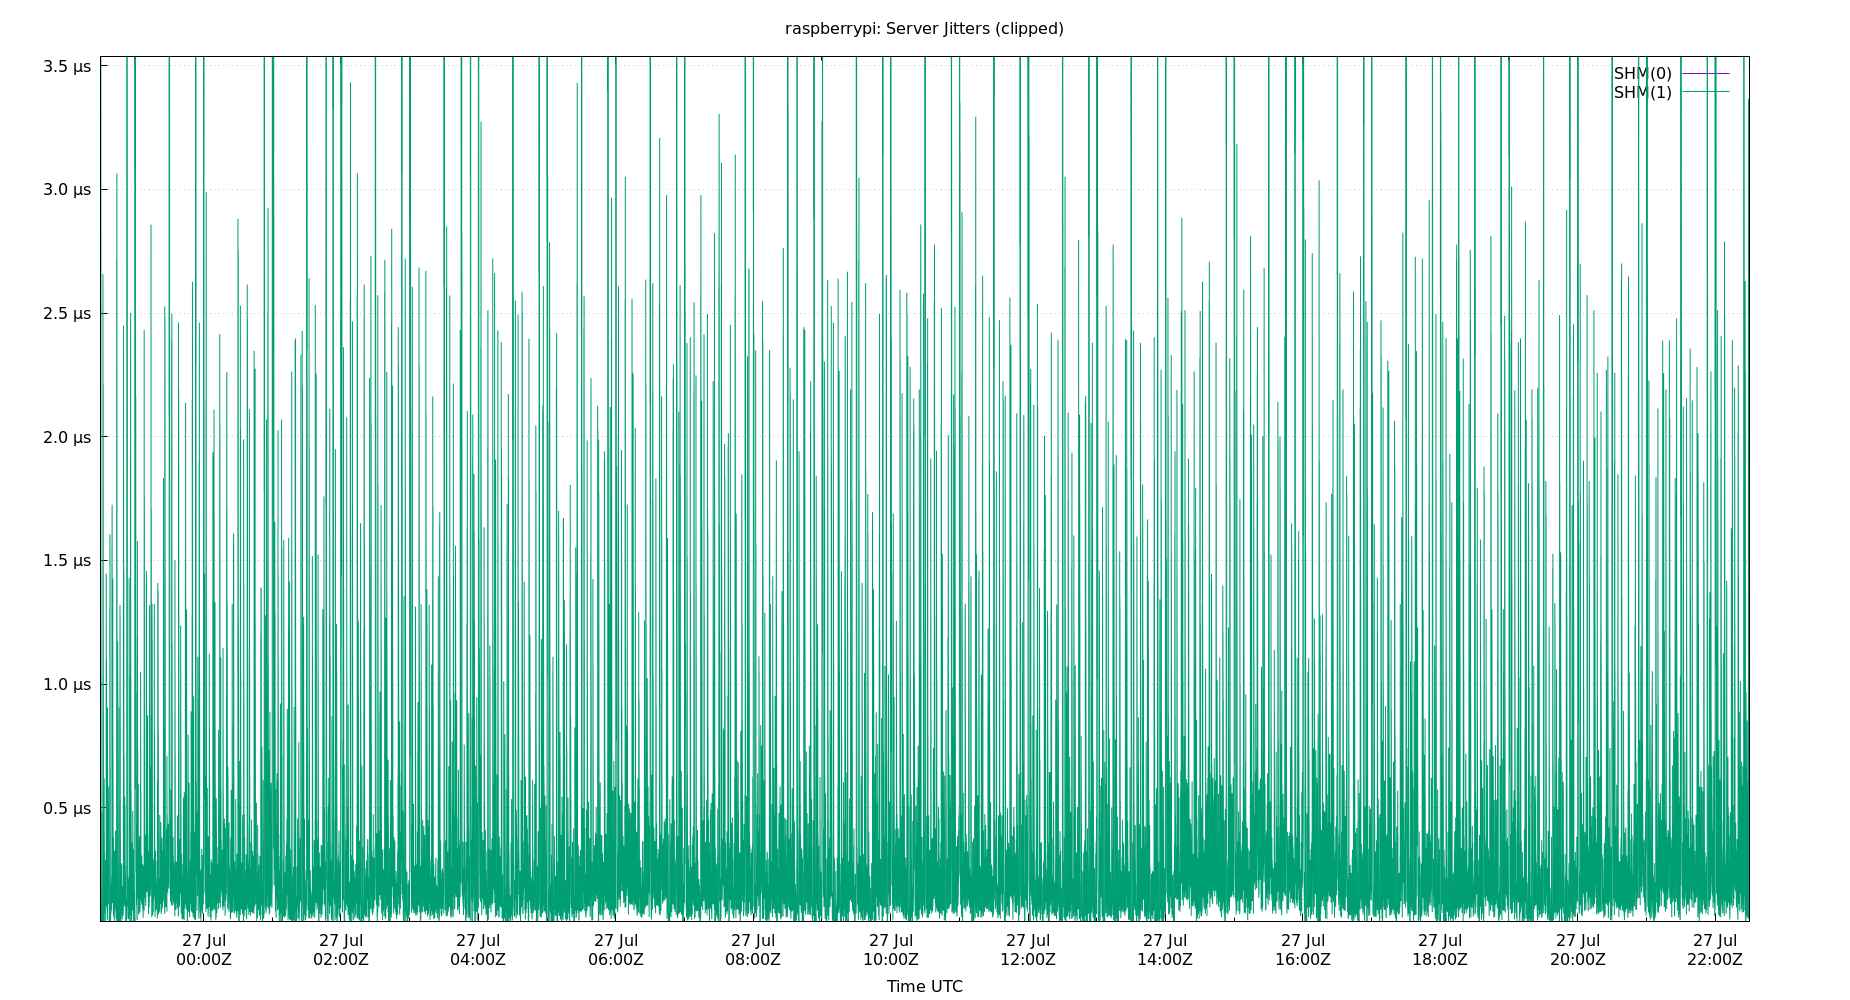 raspberrypi: Server Jitters (clipped)
3.5 µs
3.0 µs
2.5 µs
2.0 µs
1.5 µs
1.0 µs
0.5 µs
SHM(0)
SHM(1)
27 Jul 27 Jul 27 Jul 27 Jul 27 Jul 27 Jul 27 Jul 27 Jul 27 Jul 27 Jul 27 Jul 27 Jul
00:00Z 02:00Z 04:00Z 06:00Z 08:00Z 10:00Z 12:00Z 14:00Z 16:00Z 18:00Z 20:00Z 22:00Z
Time UTC